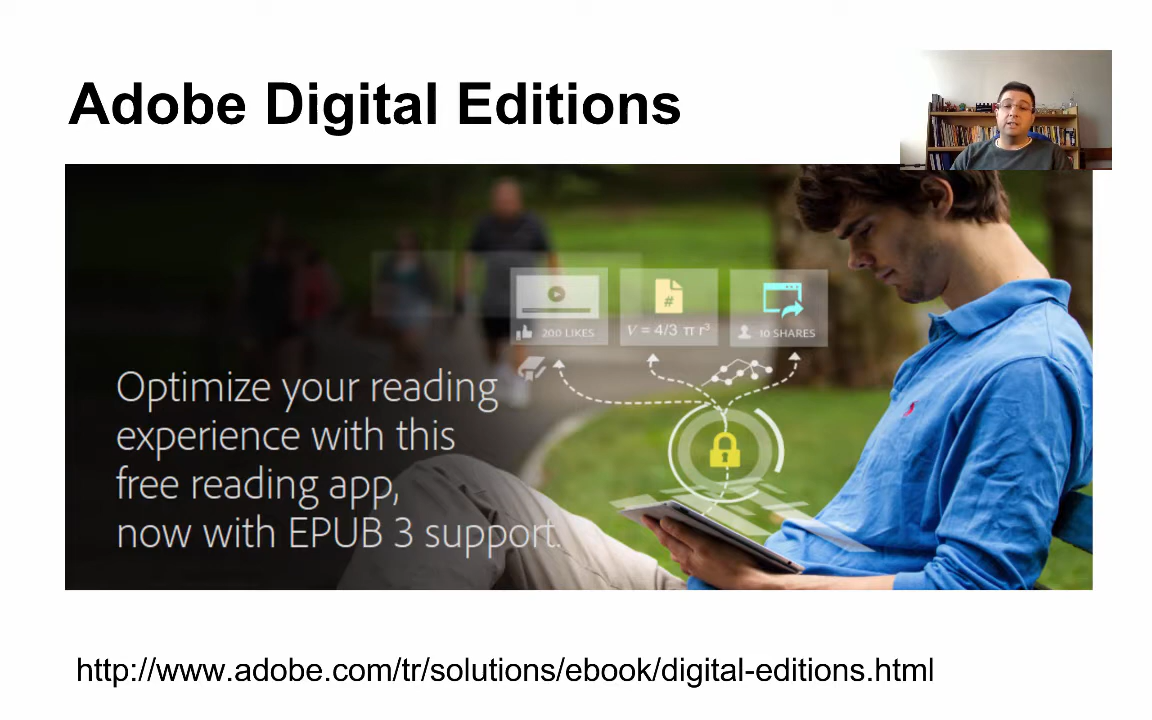 Adobe Digital Editions
200 LIKES
V = 4/3 π r³
10 SHARES
#
Optimize your reading
experience with this
free reading app,
now with EPUB 3 support.
http://www.adobe.com/tr/solutions/ebook/digital-editions.html